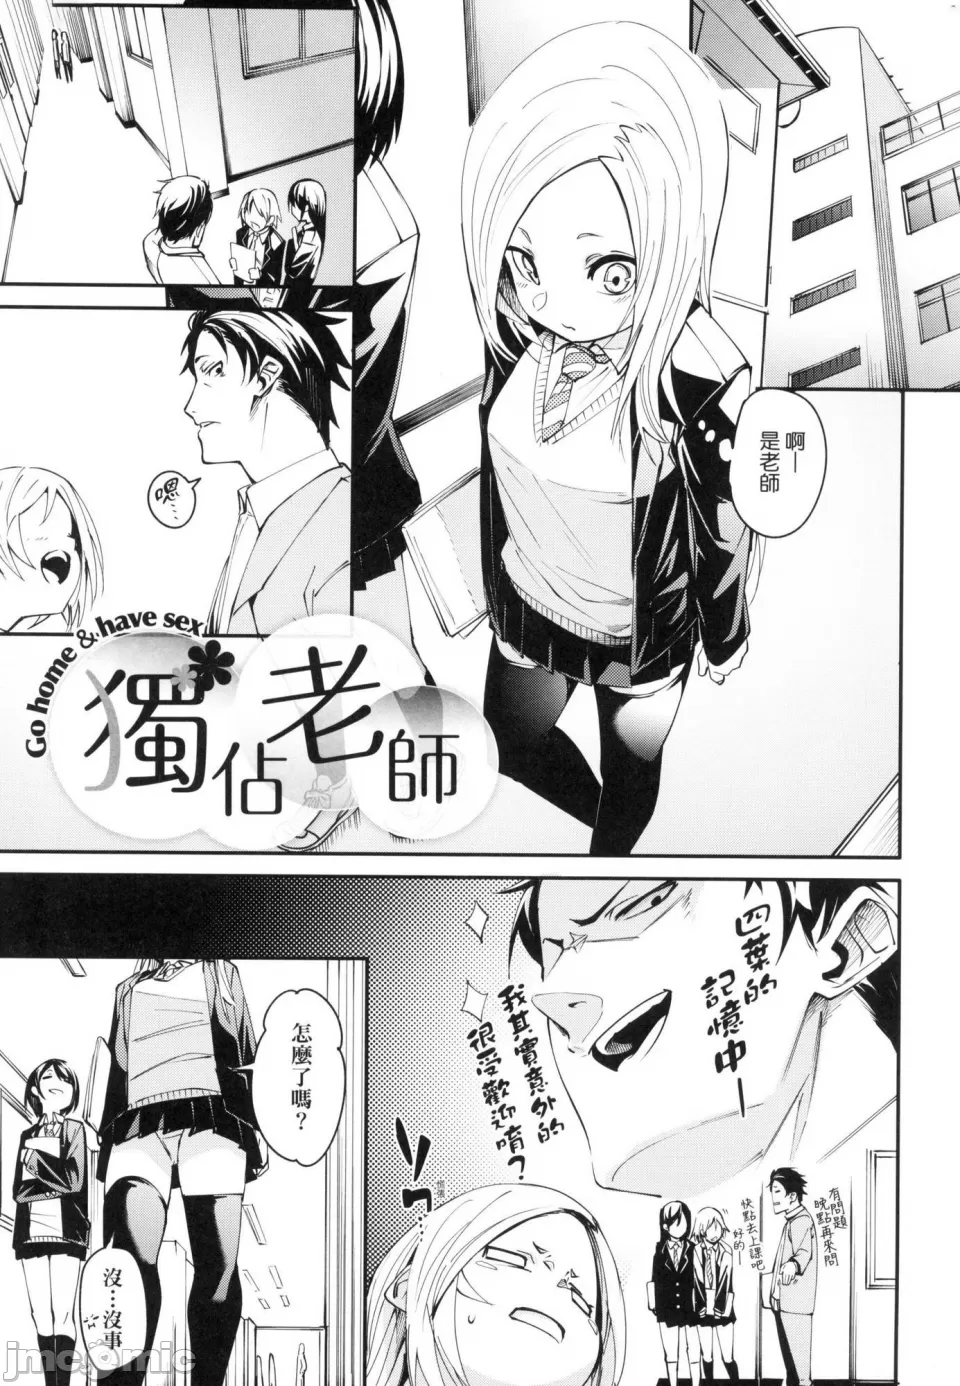 啊—
是老師
嗯…
Go home & have sex
獨佔老師
四葉的
記憶中—
我其實意外的
很受歡迎唷？
有問題
晚點再來問
快點去上課吧
好的—
怎麼了嗎？
沒…沒事
jmcomic